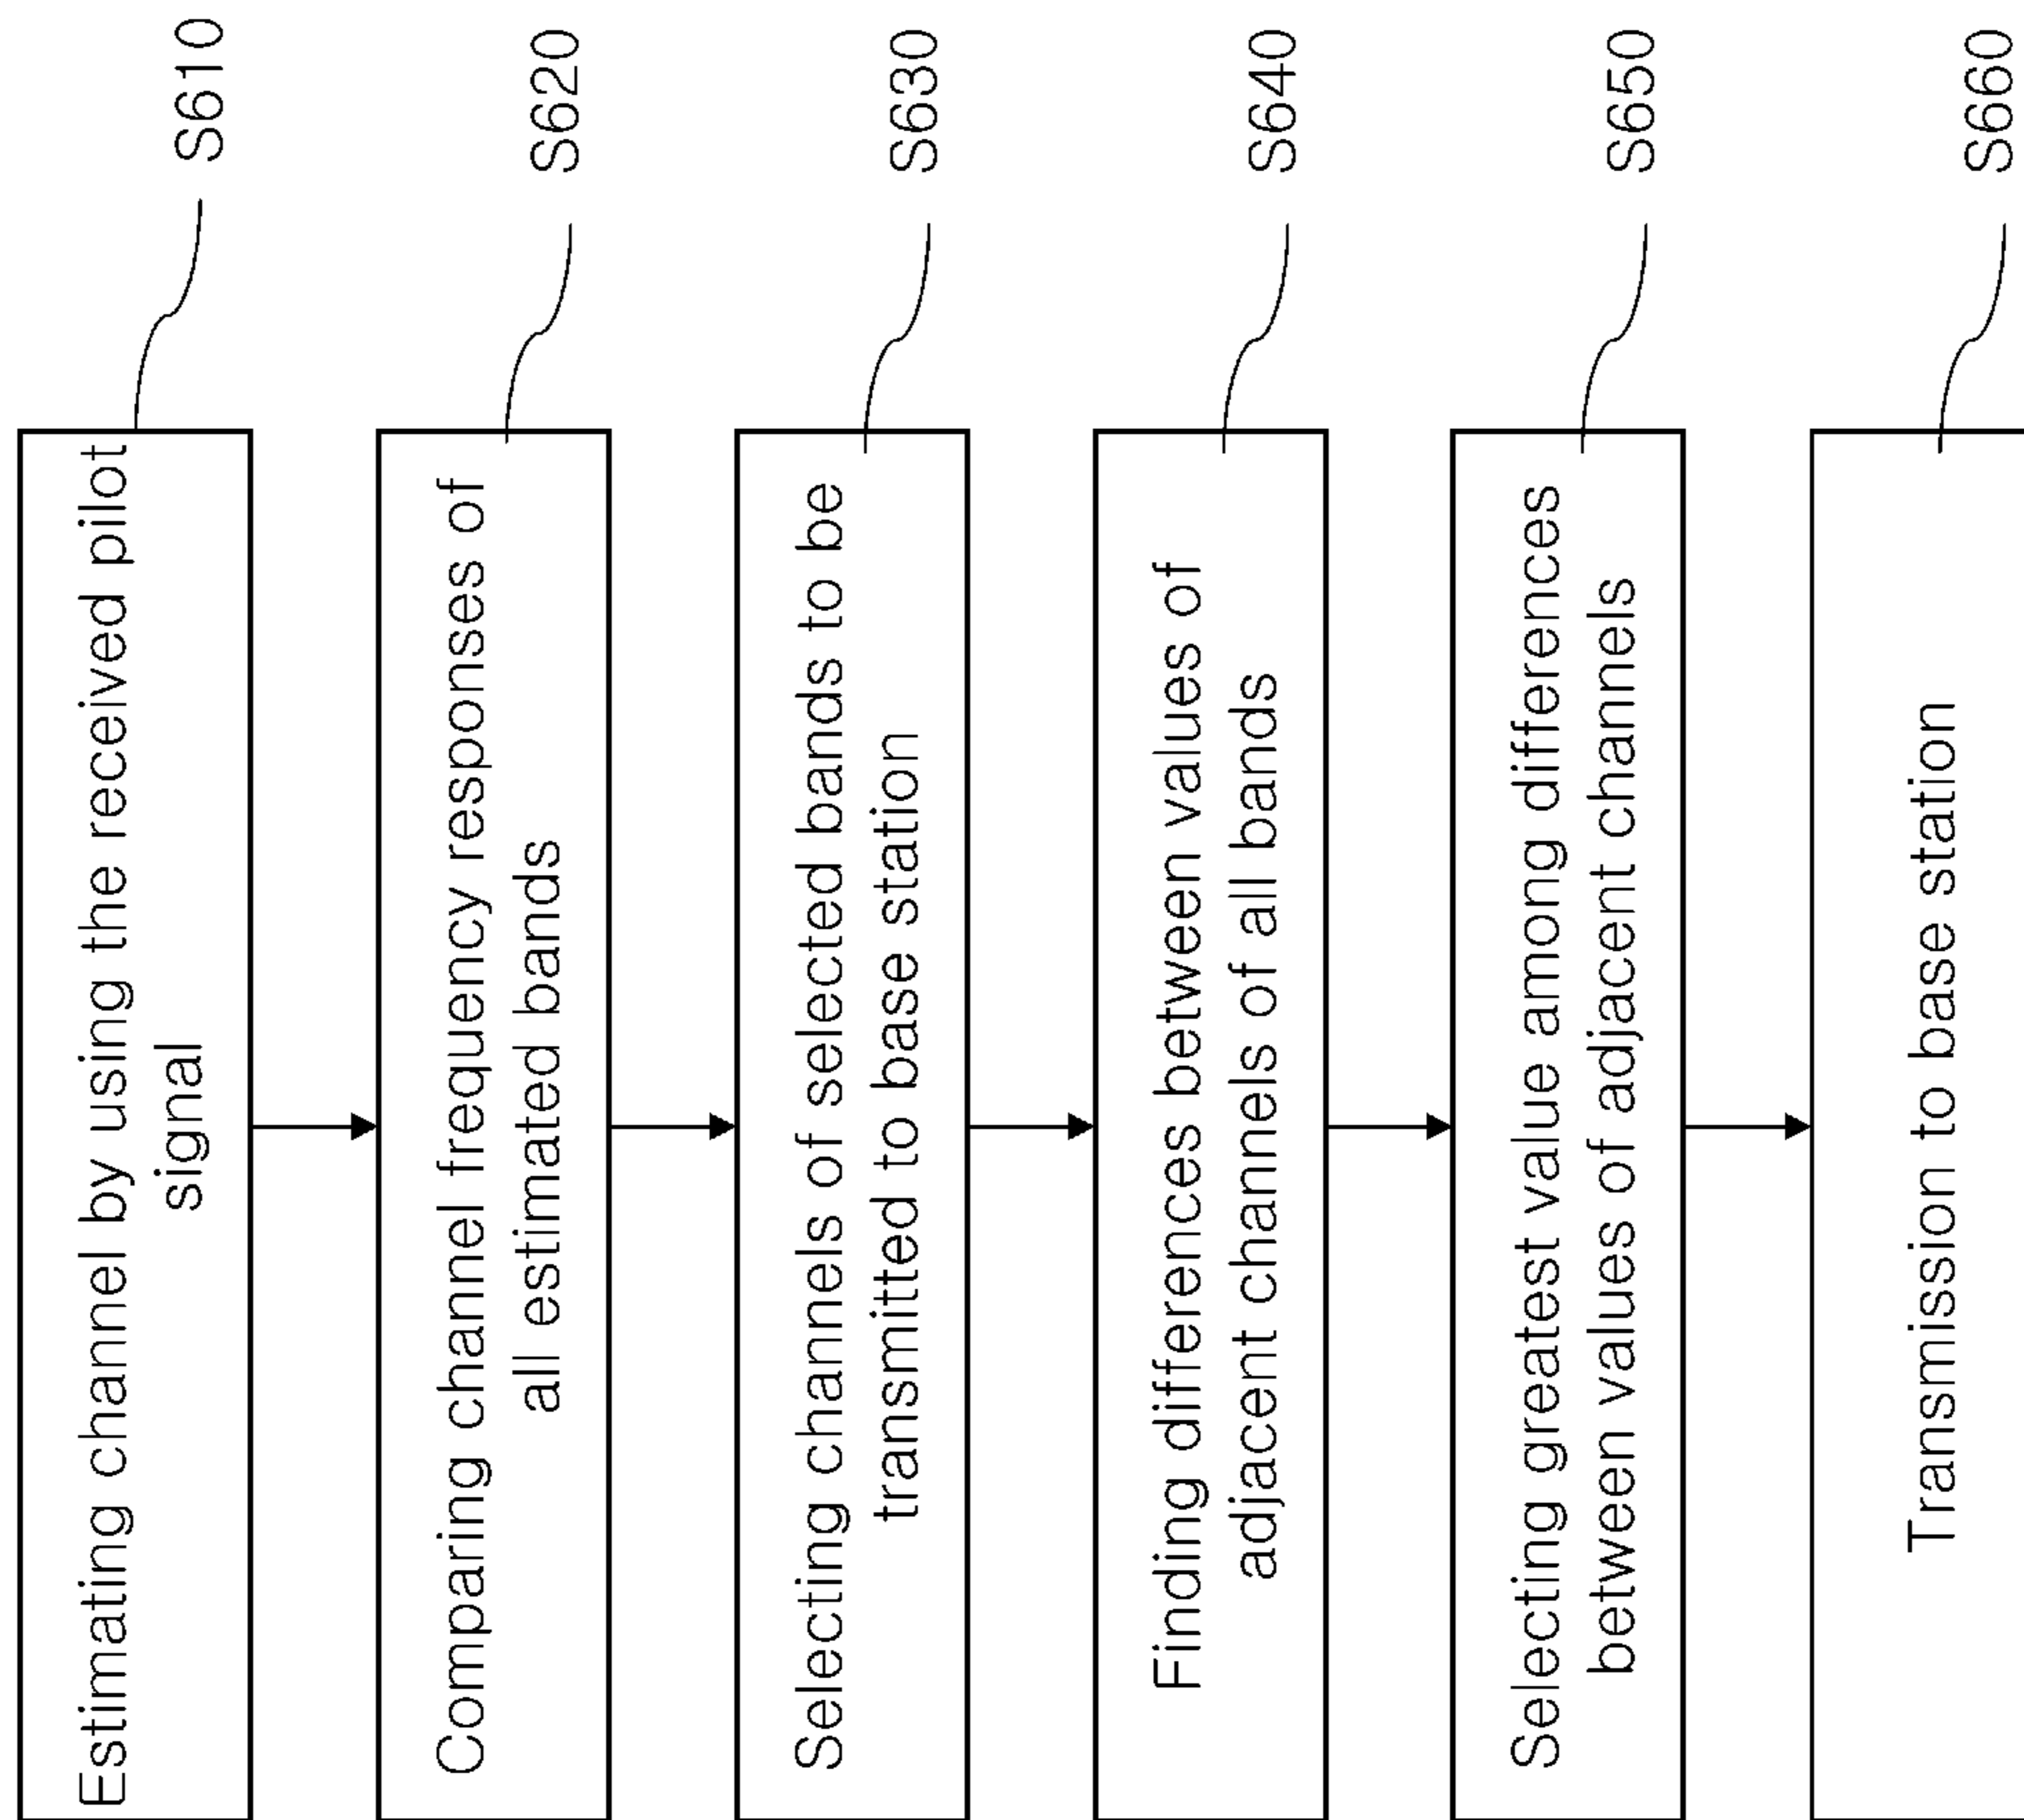 Estimating channel by using the received pilot
signal
S610
Comparing channel frequency responses of
all estimated bands
S620
Selecting channels of selected bands to be
transmitted to base station
S630
Finding differences between values of
adjacent channels of all bands
S640
Selecting greatest value among differences
between values of adjacent channels
S650
Transmission to base station
S660